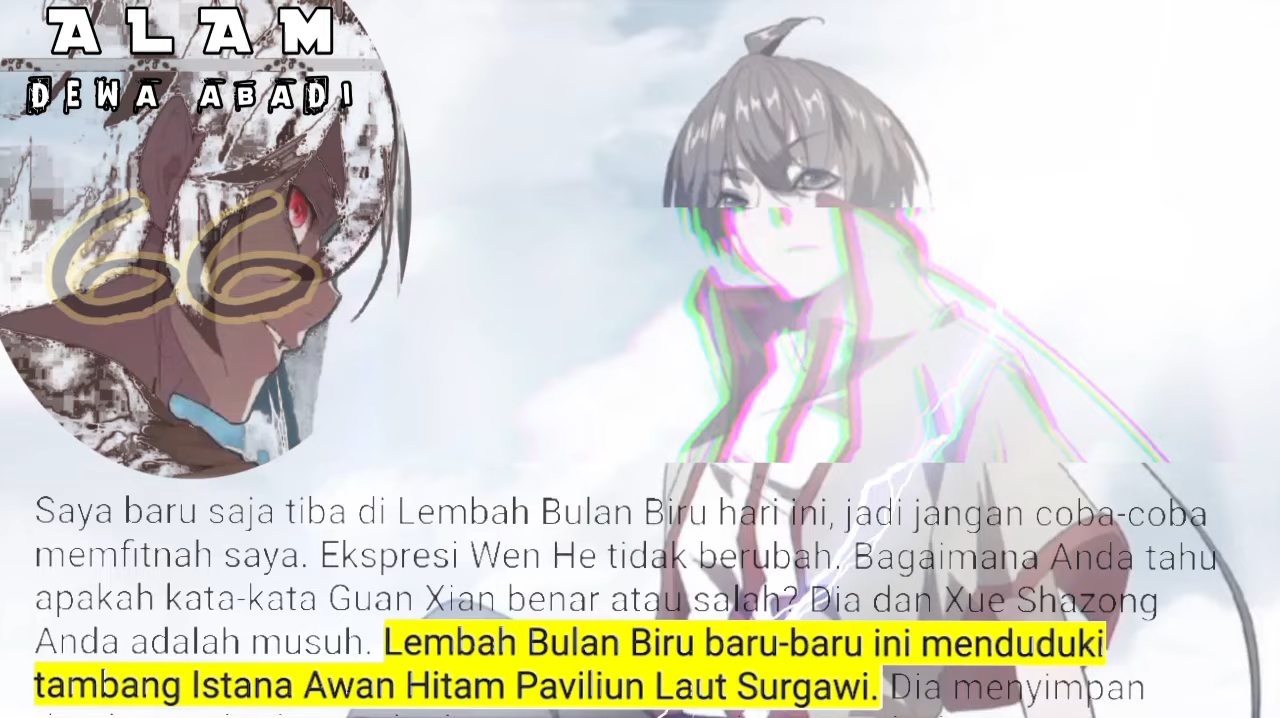 ALAM
DEWA ABADI
66
Saya baru saja tiba di Lembah Bulan Biru hari ini, jadi jangan coba-coba
memfitnah saya. Ekspresi Wen He tidak berubah. Bagaimana Anda tahu
apakah kata-kata Guan Xian benar atau salah? Dia dan Xue Shazong
Anda adalah musuh. Lembah Bulan Biru baru-baru ini menduduki
tambang Istana Awan Hitam Paviliun Laut Surgawi. Dia menyimpan